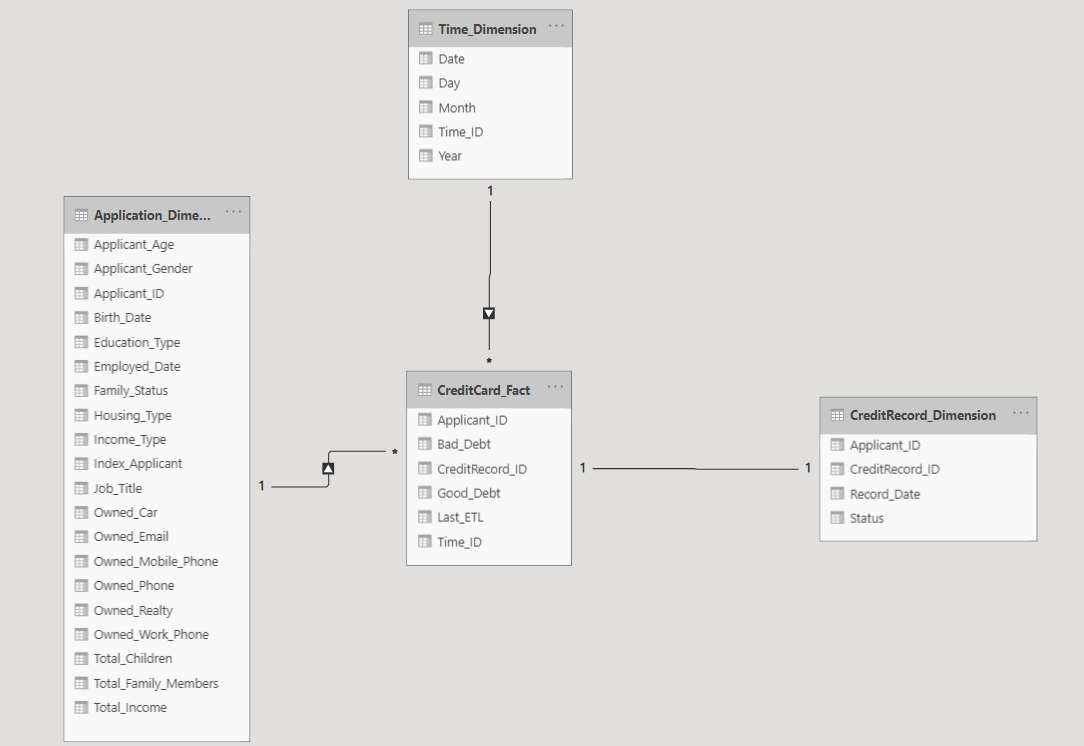 Time_Dimension ...
Date
Day
Month
Time_ID
Year
1
*
Application_Dime... ...
Applicant_Age
Applicant_Gender
Applicant_ID
Birth_Date
Education_Type
Employed_Date
Family_Status
Housing_Type
Income_Type
Index_Applicant
Job_Title
Owned_Car
Owned_Email
Owned_Mobile_Phone
Owned_Phone
Owned_Realty
Owned_Work_Phone
Total_Children
Total_Family_Members
Total_Income
1
*
CreditCard_Fact ...
Applicant_ID
Bad_Debt
CreditRecord_ID
Good_Debt
Last_ETL
Time_ID
1
1
CreditRecord_Dimension ...
Applicant_ID
CreditRecord_ID
Record_Date
Status